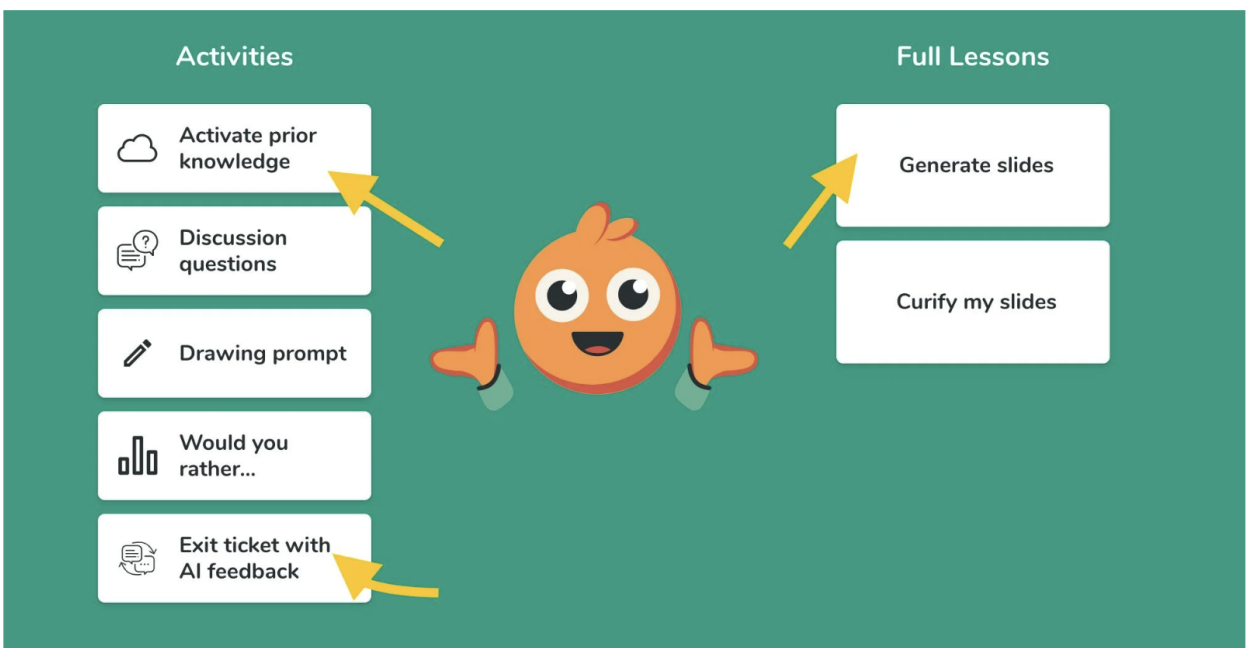 Activities
Activate prior
knowledge
Discussion
questions
Drawing prompt
Would you
rather...
Exit ticket with
AI feedback
Full Lessons
Generate slides
Curify my slides